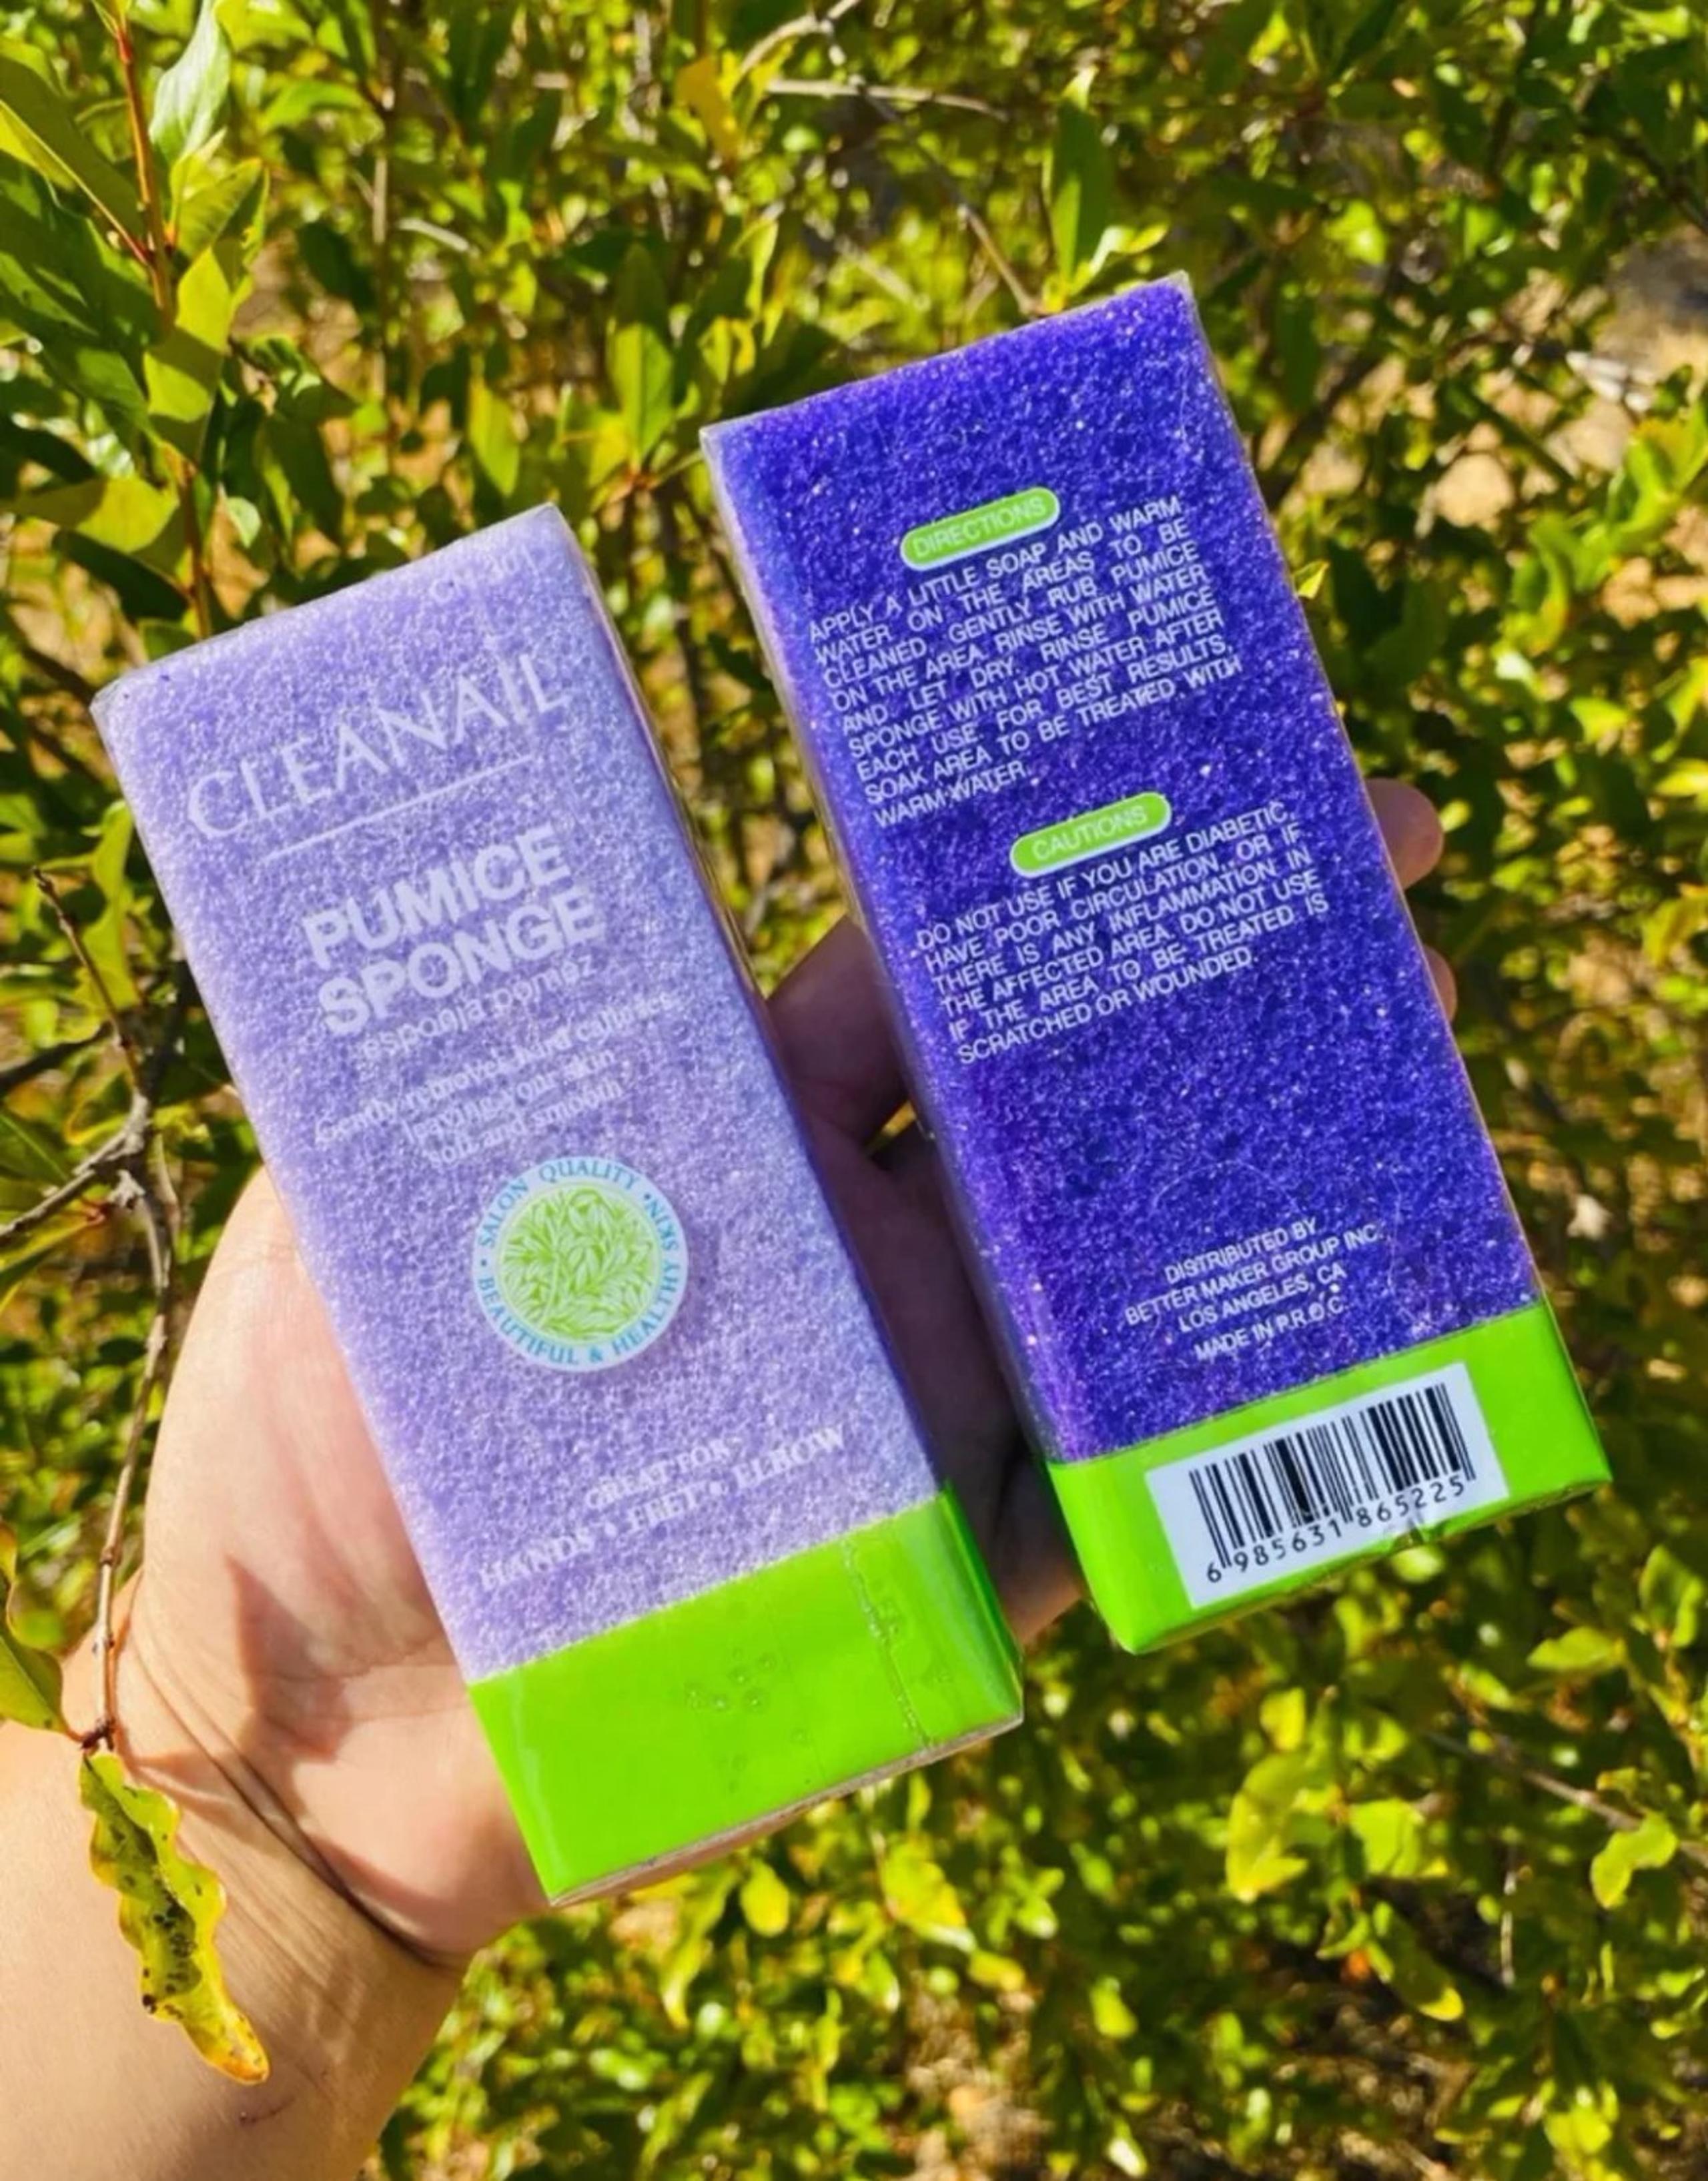 CLEANAIL
PUMICE
SPONGE
esponja pomez
Gently removes hard calluses,
leaving your skin
soft and smooth
SALON QUALITY • BEAUTIFUL & HEALTHY SKIN •
GREAT FOR
HANDS • FEET • ELBOW
DIRECTIONS
APPLY A LITTLE SOAP AND WARM
WATER ON THE AREAS TO BE
CLEANED. GENTLY RUB PUMICE
ON THE AREA. RINSE WITH WATER
AND LET DRY. RINSE PUMICE
SPONGE WITH HOT WATER AFTER
EACH USE. FOR BEST RESULTS,
SOAK AREA TO BE TREATED WITH
WARM WATER.
CAUTIONS
DO NOT USE IF YOU ARE DIABETIC,
HAVE POOR CIRCULATION, OR IF
THERE IS ANY INFLAMMATION IN
THE AFFECTED AREA. DO NOT USE
IF THE AREA TO BE TREATED IS
SCRATCHED OR WOUNDED.
DISTRIBUTED BY
BETTER MAKER GROUP INC.
LOS ANGELES, CA
MADE IN P.R.O.C.
6 985631 865225